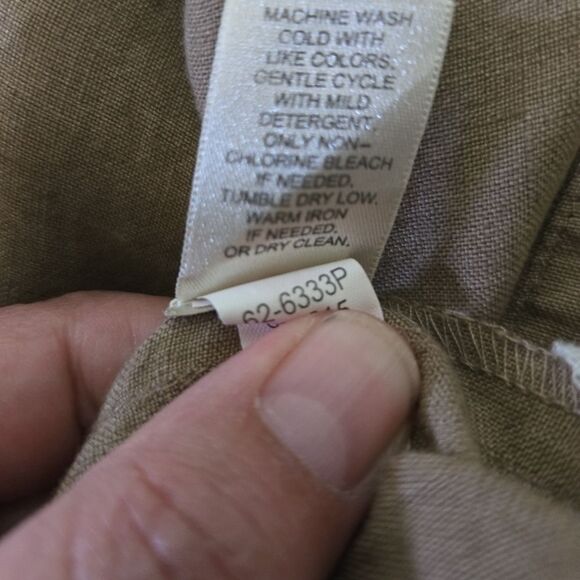 MACHINE WASH
COLD WITH
LIKE COLORS.
GENTLE CYCLE
WITH MILD
DETERGENT.
ONLY NON-
CHLORINE BLEACH
IF NEEDED.
TUMBLE DRY LOW.
WARM IRON
IF NEEDED.
OR DRY CLEAN.
62-6333P